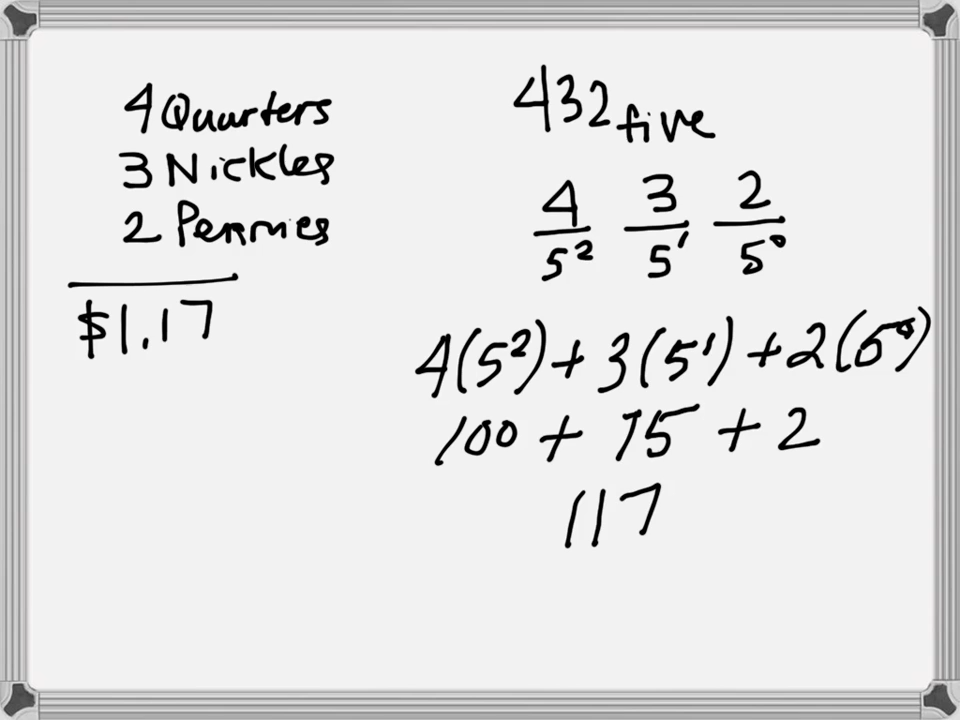 4 Quarters
3 Nickles
2 Pennies
$1.17
432five
4 3 2
5² 5¹ 5⁰
4(5²) + 3(5¹) + 2(5⁰)
100 + 15 + 2
117